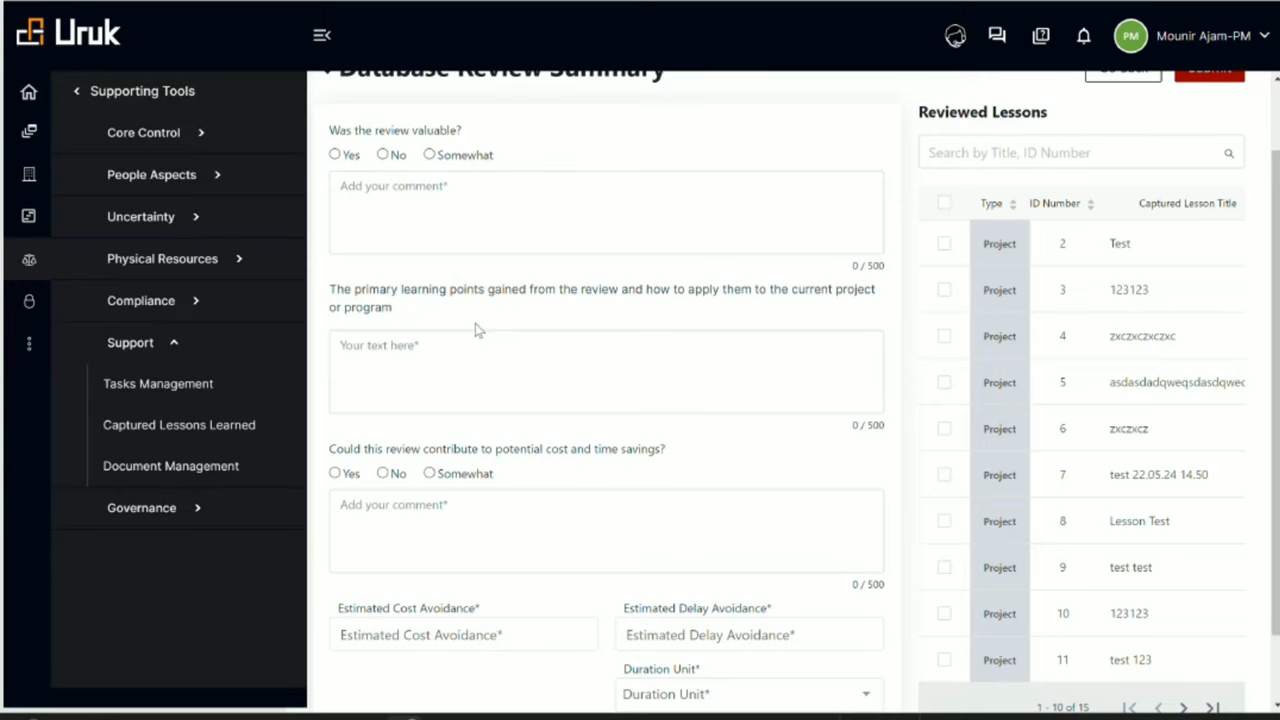 Uruk
PM
Mounir Ajam-PM
Supporting Tools
Core Control
People Aspects
Uncertainty
Physical Resources
Compliance
Support
Tasks Management
Captured Lessons Learned
Document Management
Governance
Database Review Summary
Go Back
SUBMIT
Was the review valuable?
Yes No Somewhat
Add your comment*
0 / 500
The primary learning points gained from the review and how to apply them to the current project
or program
Your text here*
0 / 500
Could this review contribute to potential cost and time savings?
Yes No Somewhat
Add your comment*
0 / 500
Estimated Cost Avoidance* Estimated Delay Avoidance*
Estimated Cost Avoidance* Estimated Delay Avoidance*
Duration Unit*
Duration Unit*
Reviewed Lessons
Search by Title, ID Number
Type ID Number Captured Lesson Title
Project 2 Test
Project 3 123123
Project 4 zxczxczxczxc
Project 5 asdasdadqweqsdasdqwec
Project 6 zxczxcz
Project 7 test 22.05.24 14.50
Project 8 Lesson Test
Project 9 test test
Project 10 123123
Project 11 test 123
1 - 10 of 15